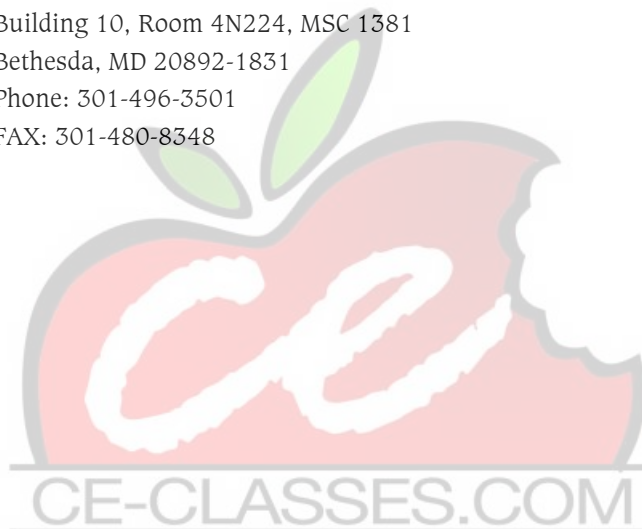 Building 10, Room 4N224, MSC 1381
Bethesda, MD 20892-1831
Phone: 301-496-3501
FAX: 301-480-8348
ce
CE-CLASSES.COM